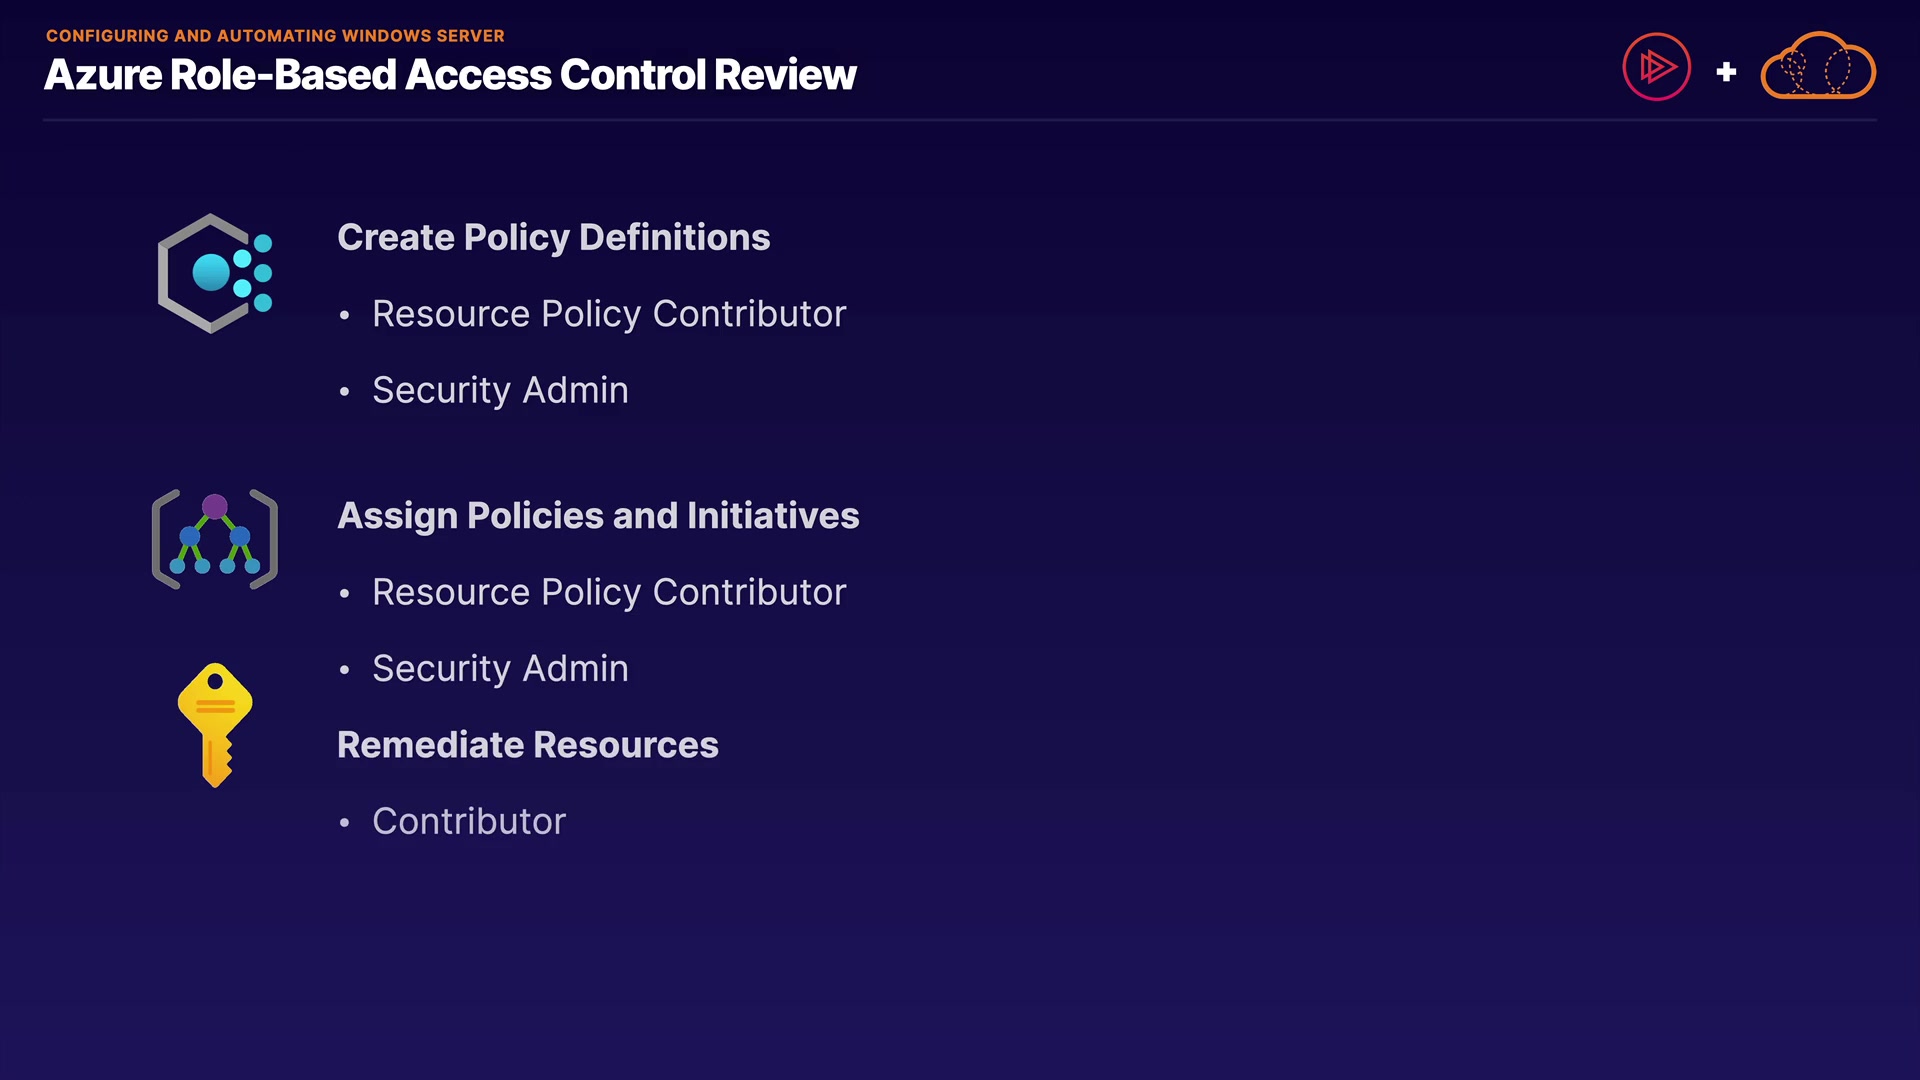 CONFIGURING AND AUTOMATING WINDOWS SERVER
Azure Role-Based Access Control Review
+
Create Policy Definitions
• Resource Policy Contributor
• Security Admin
Assign Policies and Initiatives
• Resource Policy Contributor
• Security Admin
Remediate Resources
• Contributor